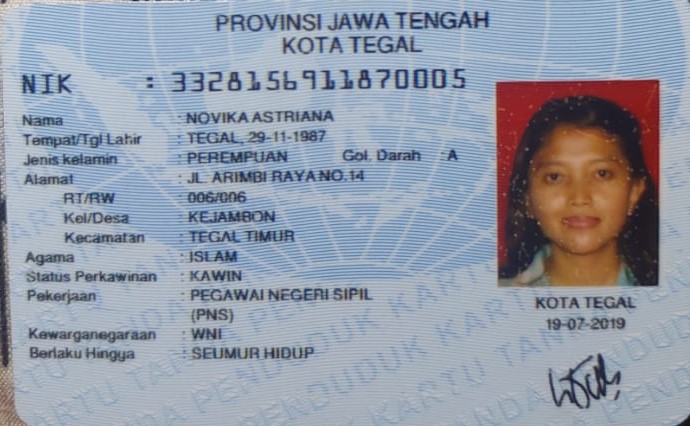 PROVINSI JAWA TENGAH
KOTA TEGAL
NIK : 3328156911870005
Nama : NOVIKA ASTRIANA
Tempat/Tgl Lahir : TEGAL, 29-11-1987
Jenis kelamin : PEREMPUAN Gol. Darah : A
Alamat : JL. ARIMBI RAYA NO.14
RT/RW : 006/006
Kel/Desa : KEJAMBON
Kecamatan : TEGAL TIMUR
Agama : ISLAM
Status Perkawinan : KAWIN
Pekerjaan : PEGAWAI NEGERI SIPIL
(PNS)
Kewarganegaraan : WNI
Berlaku Hingga : SEUMUR HIDUP
KOTA TEGAL
19-07-2019